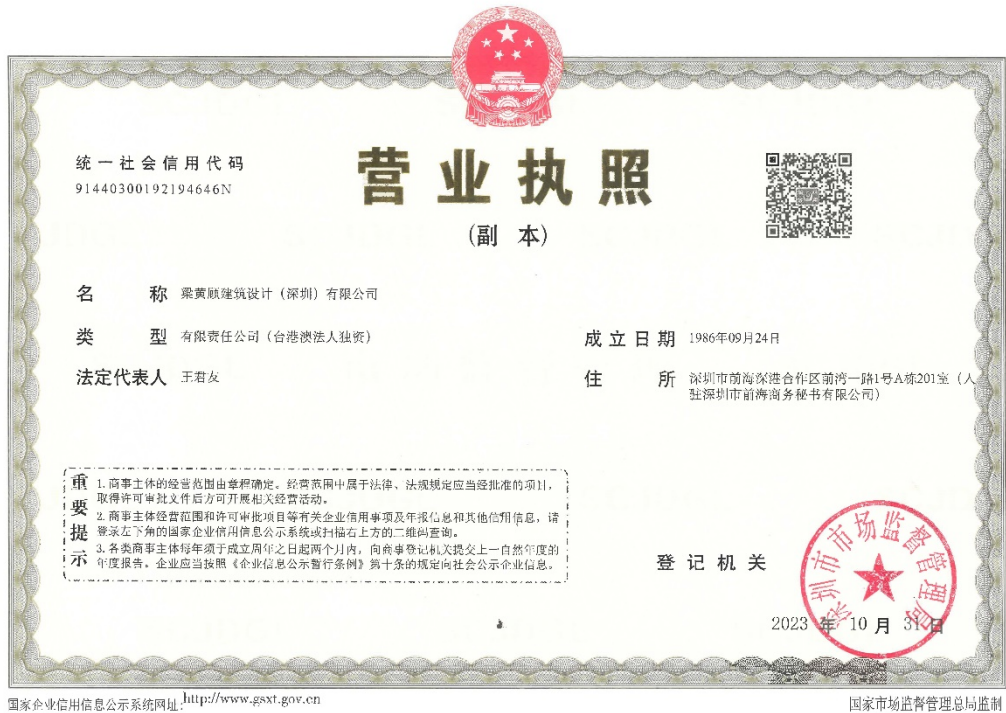 统一社会信用代码
91440300192194646N
营业执照
(副 本)
名 称 梁黄顾建筑设计（深圳）有限公司
类 型 有限责任公司（台港澳法人独资）
成立日期 1986年09月24日
法定代表人 王君友
住 所 深圳市前海深港合作区前湾一路1号A栋201室（入
驻深圳市前海商务秘书有限公司）
重要提示
1. 商事主体的经营范围由章程确定。经营范围中属于法律、法规规定应当经批准的项目，
取得许可审批文件后方可开展相关经营活动。
2. 商事主体经营范围和许可审批项目等有关企业信用事项及年报信息和其他信用信息，请
登录左下角的国家企业信用信息公示系统或扫描右上方的二维码查询。
3. 各类商事主体每年须于成立周年之日起两个月内，向商事登记机关提交上一自然年度的
年度报告。企业应当按照《企业信息公示暂行条例》第十条的规定向社会公示企业信息。
登记机关
深圳市市场监督管理局
2023 年 10 月 31 日
国家企业信用信息公示系统网址:http://www.gsxt.gov.cn
国家市场监督管理总局监制